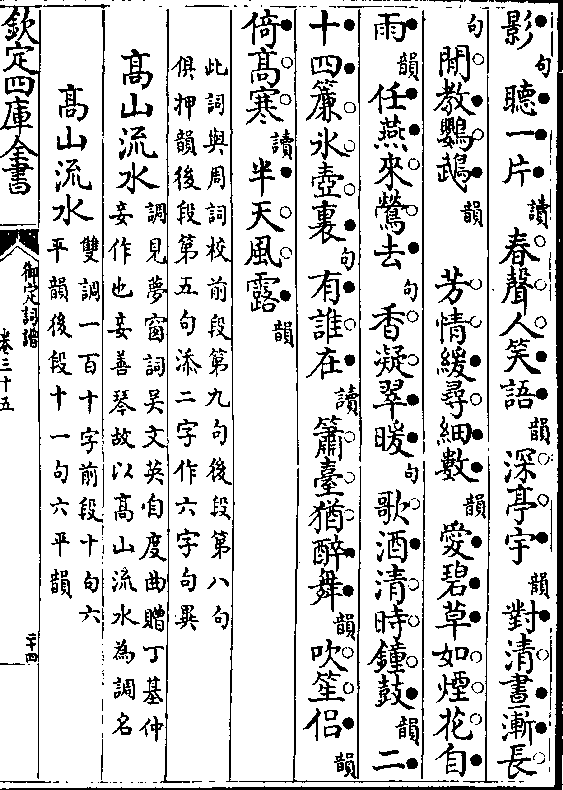 影句聽一片讀春聲人笑語韻深亭宇韻對清晝漸長
句閒教鸚鵡韻芳情緩尋細數韻愛碧草如煙花自
雨韻任燕來鶯去句香凝翠暖句歌酒清時鐘鼓韻二
十四簾氷壺裏句有誰在讀簫臺猶醉舞韻吹笙侶韻
倚髙寒讀半天風露韻
此詞與周詞校前段第九句後段第八句
俱押韻後段第五句添二字作六字句異
髙山流水調見夢窗詞吳文英自度曲贈丁基仲
妾作也妾善琴故以髙山流水為調名
髙山流水雙調一百十字前段十句六
平韻後段十一句六平韻
欽定四庫全書
御定詞譜
卷三十五
二十四